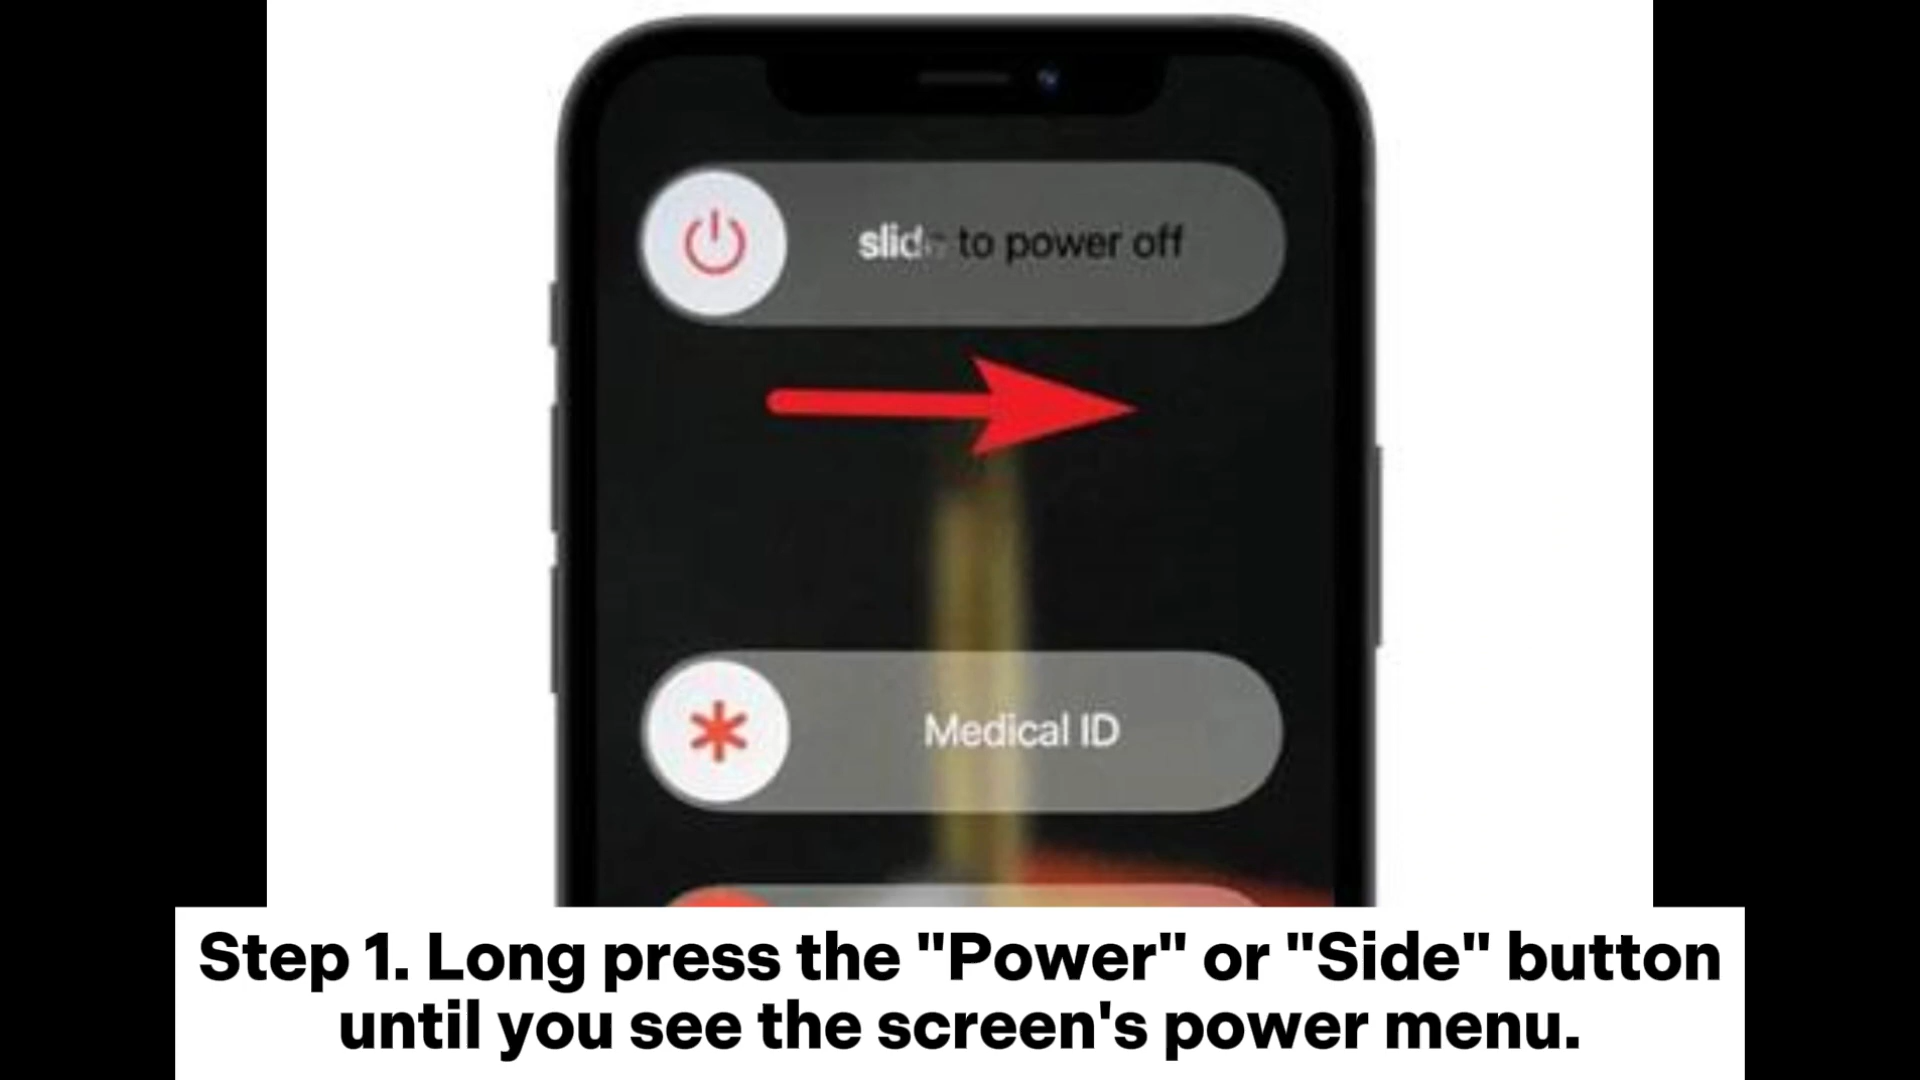 slide to power off
Medical ID
Step 1. Long press the "Power" or "Side" button
until you see the screen's power menu.